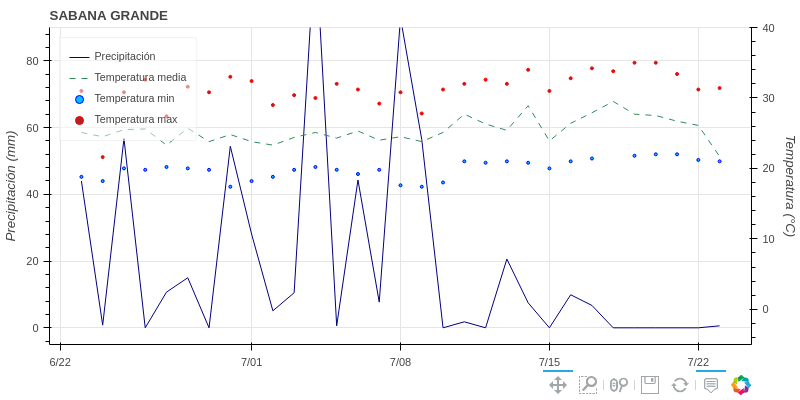 SABANA GRANDE
Precipitación
Temperatura media
Temperatura min
Temperatura max
Precipitación (mm)
80
60
40
20
0
Temperatura (°C)
40
30
20
10
0
6/22
7/01
7/08
7/15
7/22